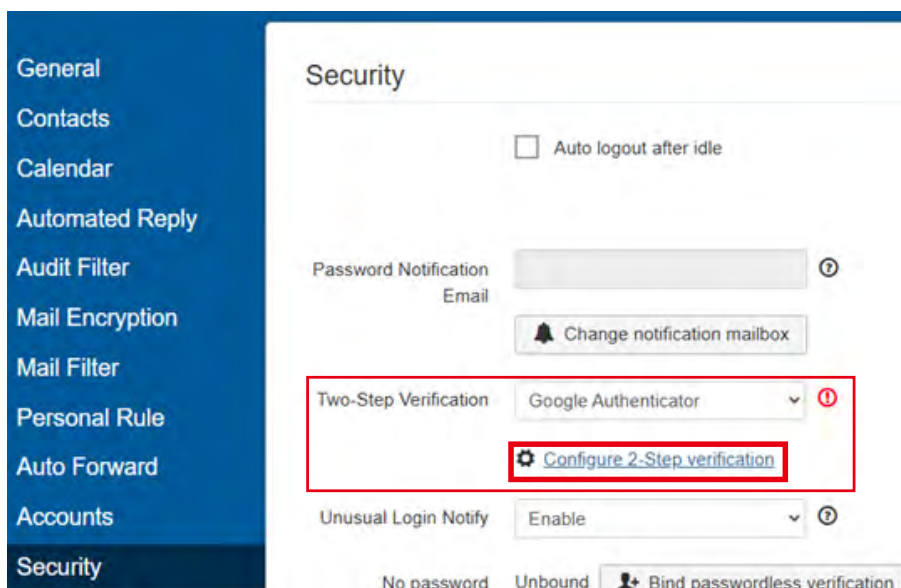 General
Contacts
Calendar
Automated Reply
Audit Filter
Mail Encryption
Mail Filter
Personal Rule
Auto Forward
Accounts
Security
Security
Auto logout after idle
Password Notification
Email
Change notification mailbox
Two-Step Verification
Google Authenticator
Configure 2-Step verification
Unusual Login Notify
Enable
No password
Unbound
Bind passwordless verification